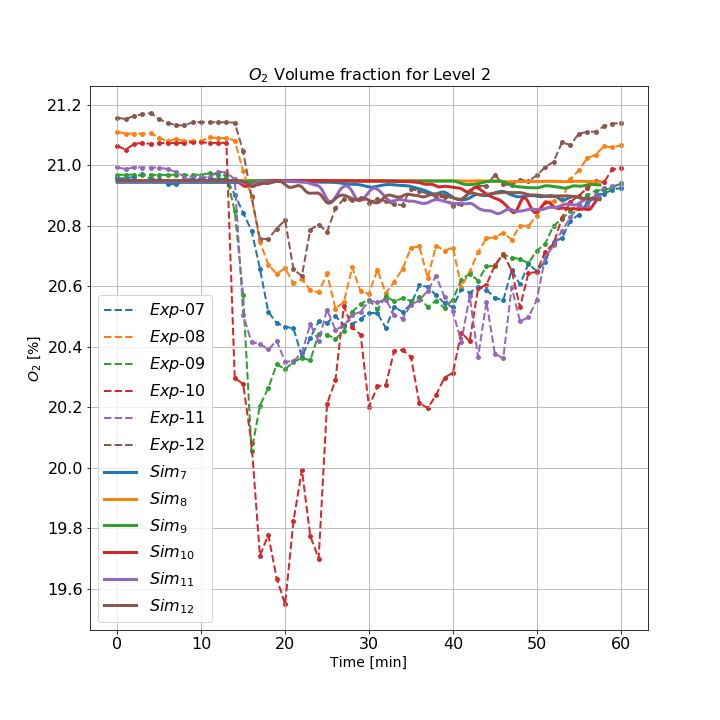 O₂ Volume fraction for Level 2
O₂ [%]
21.2
21.0
20.8
20.6
20.4
20.2
20.0
19.8
19.6
Exp-07
Exp-08
Exp-09
Exp-10
Exp-11
Exp-12
Sim₇
Sim₈
Sim₉
Sim₁₀
Sim₁₁
Sim₁₂
0 10 20 30 40 50 60
Time [min]